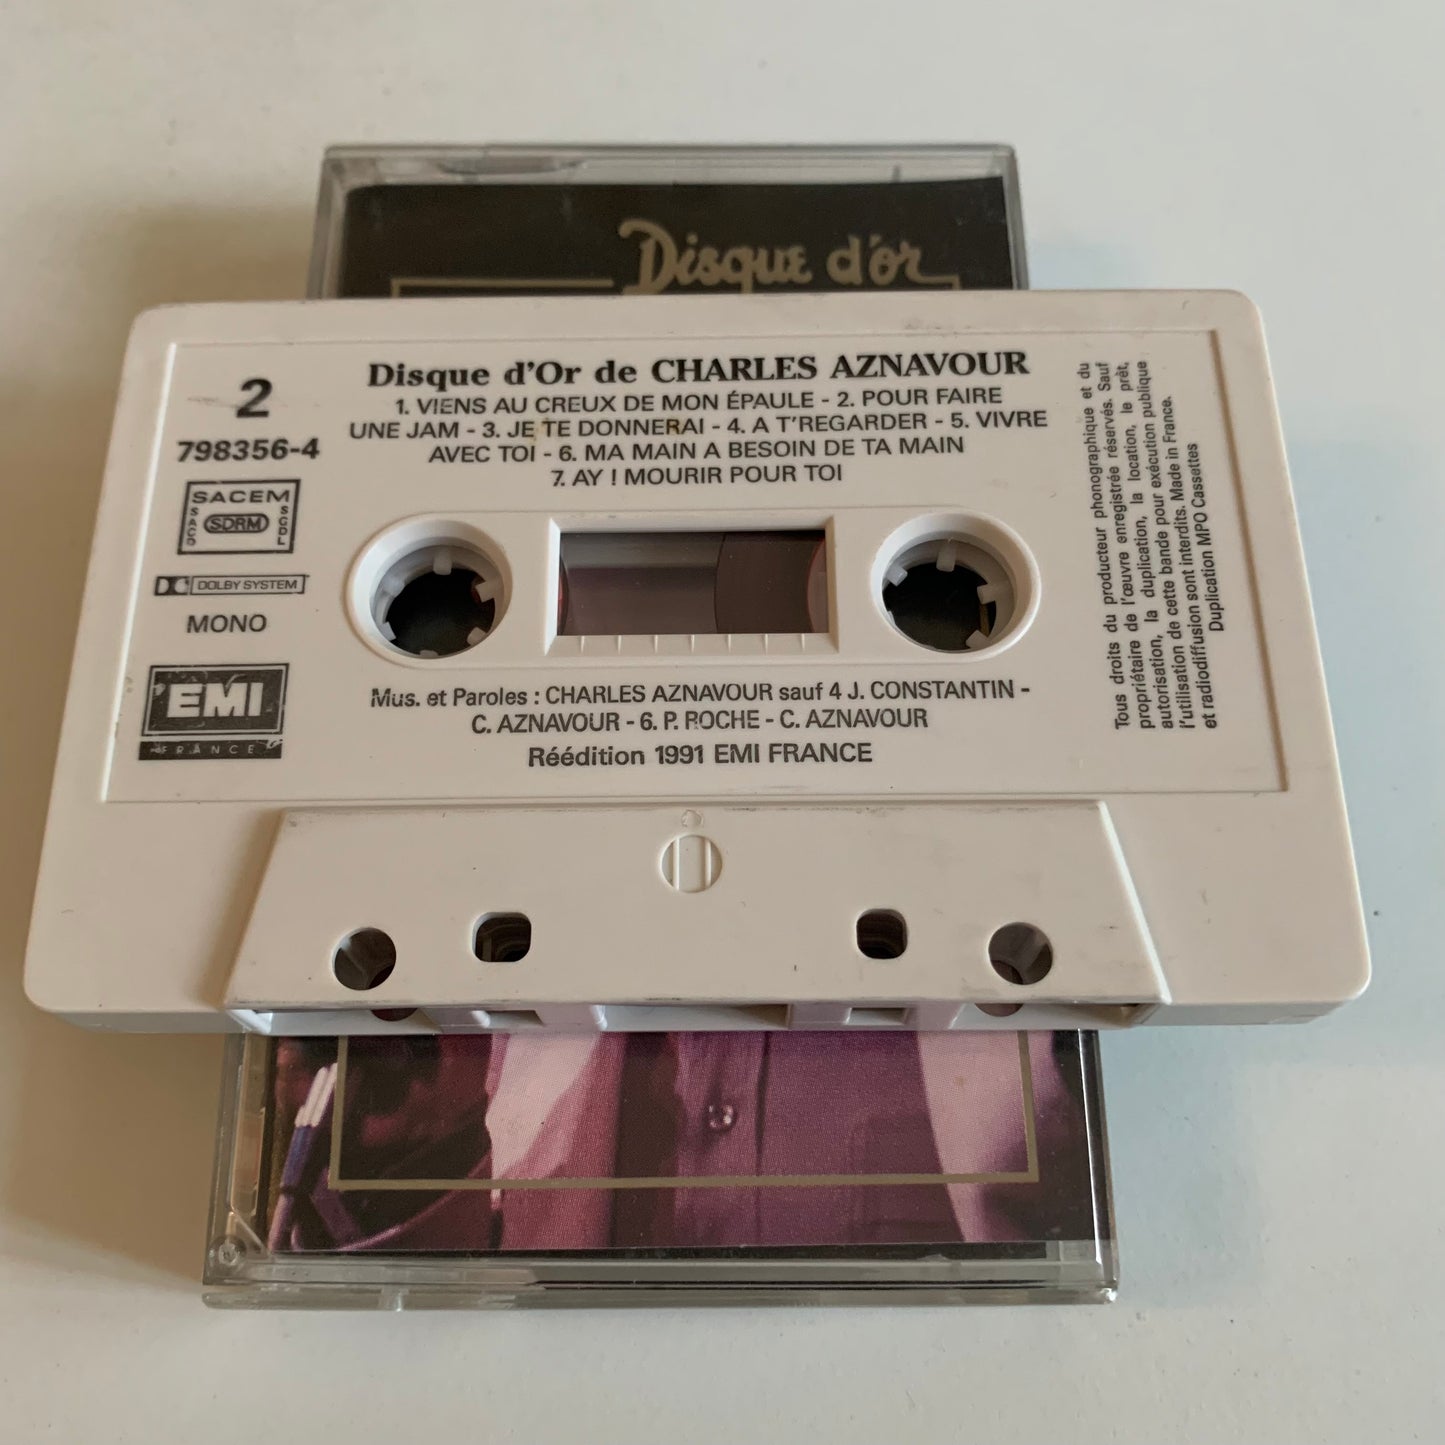 Disque d'or
2
798356-4
SACEM
SACD
SDRM
SGDL
DOLBY SYSTEM
MONO
EMI
FRANCE
Disque d'Or de CHARLES AZNAVOUR
1. VIENS AU CREUX DE MON ÉPAULE - 2. POUR FAIRE
UNE JAM - 3. JE TE DONNERAI - 4. A T'REGARDER - 5. VIVRE
AVEC TOI - 6. MA MAIN A BESOIN DE TA MAIN
7. AY ! MOURIR POUR TOI
Mus. et Paroles : CHARLES AZNAVOUR sauf 4 J. CONSTANTIN -
C. AZNAVOUR - 6. P. ROCHE - C. AZNAVOUR
Réédition 1991 EMI FRANCE
Tous droits du producteur phonographique et du
propriétaire de l'œuvre enregistrée réservés. Sauf
autorisation, la duplication, la location, le prêt,
l'utilisation de cette bande pour exécution publique
et radiodiffusion sont interdits. Made in France.
Duplication MPO Cassettes